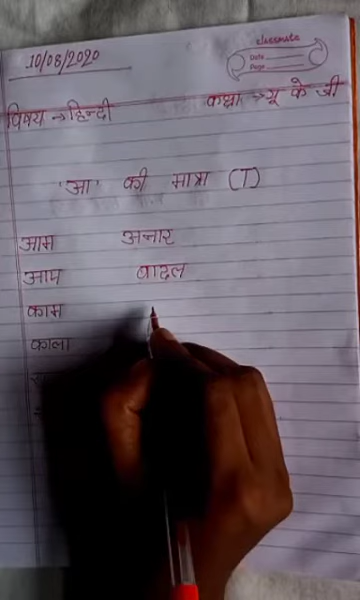 10/08/2020
classmate
Date
Page
विषय → हिन्दी कक्षा → यू के जी
'आ' की मात्रा (ा)
आम अनार
आप बादल
काम
काला